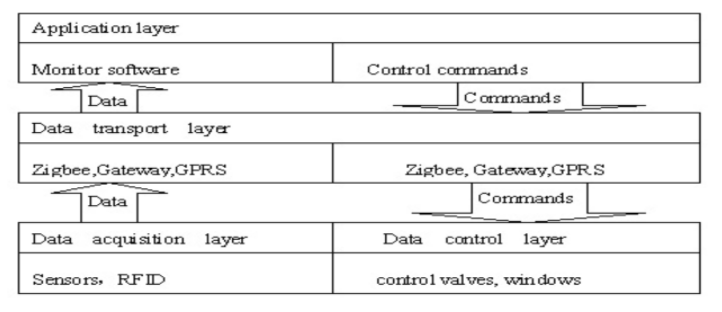 Application layer
Monitor software
Control commands
Data
Commands
Data transport layer
Zigbee,Gateway,GPRS
Zigbee, Gateway,GPRS
Data
Commands
Data acquisition layer
Data control layer
Sensors, RFID
control valves, windows